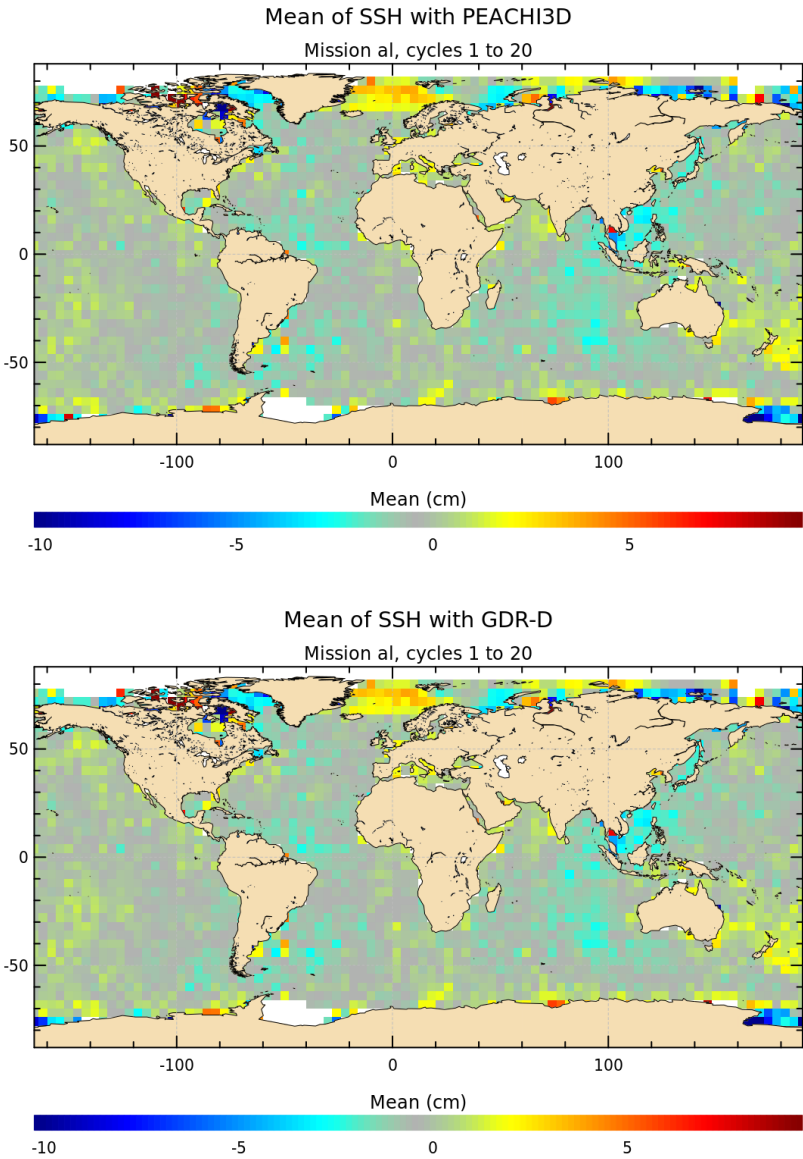 Mean of SSH with PEACHI3D
Mission al, cycles 1 to 20
50
0
-50
-100 0 100
Mean (cm)
-10 -5 0 5
Mean of SSH with GDR-D
Mission al, cycles 1 to 20
50
0
-50
-100 0 100
Mean (cm)
-10 -5 0 5